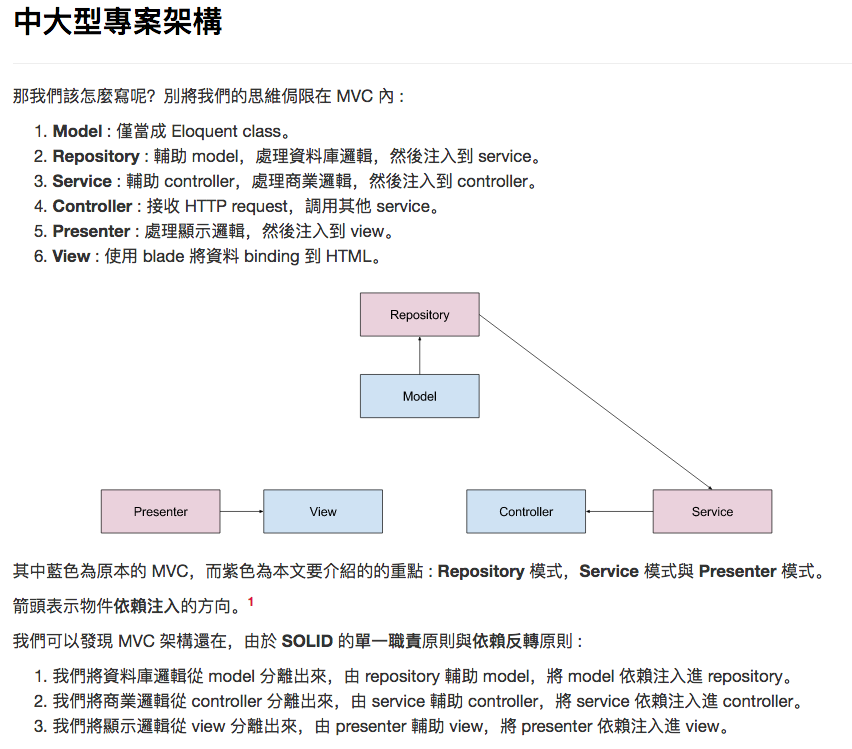 中大型專案架構
那我們該怎麼寫呢？別將我們的思維侷限在 MVC 內 :
1. Model : 僅當成 Eloquent class。
2. Repository : 輔助 model，處理資料庫邏輯，然後注入到 service。
3. Service : 輔助 controller，處理商業邏輯，然後注入到 controller。
4. Controller : 接收 HTTP request，調用其他 service。
5. Presenter : 處理顯示邏輯，然後注入到 view。
6. View : 使用 blade 將資料 binding 到 HTML。
Repository
Model
Presenter
View
Controller
Service
其中藍色為原本的 MVC，而紫色為本文要介紹的的重點 : Repository 模式，Service 模式與 Presenter 模式。
箭頭表示物件依賴注入的方向。1
我們可以發現 MVC 架構還在，由於 SOLID 的單一職責原則與依賴反轉原則 :
1. 我們將資料庫邏輯從 model 分離出來，由 repository 輔助 model，將 model 依賴注入進 repository。
2. 我們將商業邏輯從 controller 分離出來，由 service 輔助 controller，將 service 依賴注入進 controller。
3. 我們將顯示邏輯從 view 分離出來，由 presenter 輔助 view，將 presenter 依賴注入進 view。